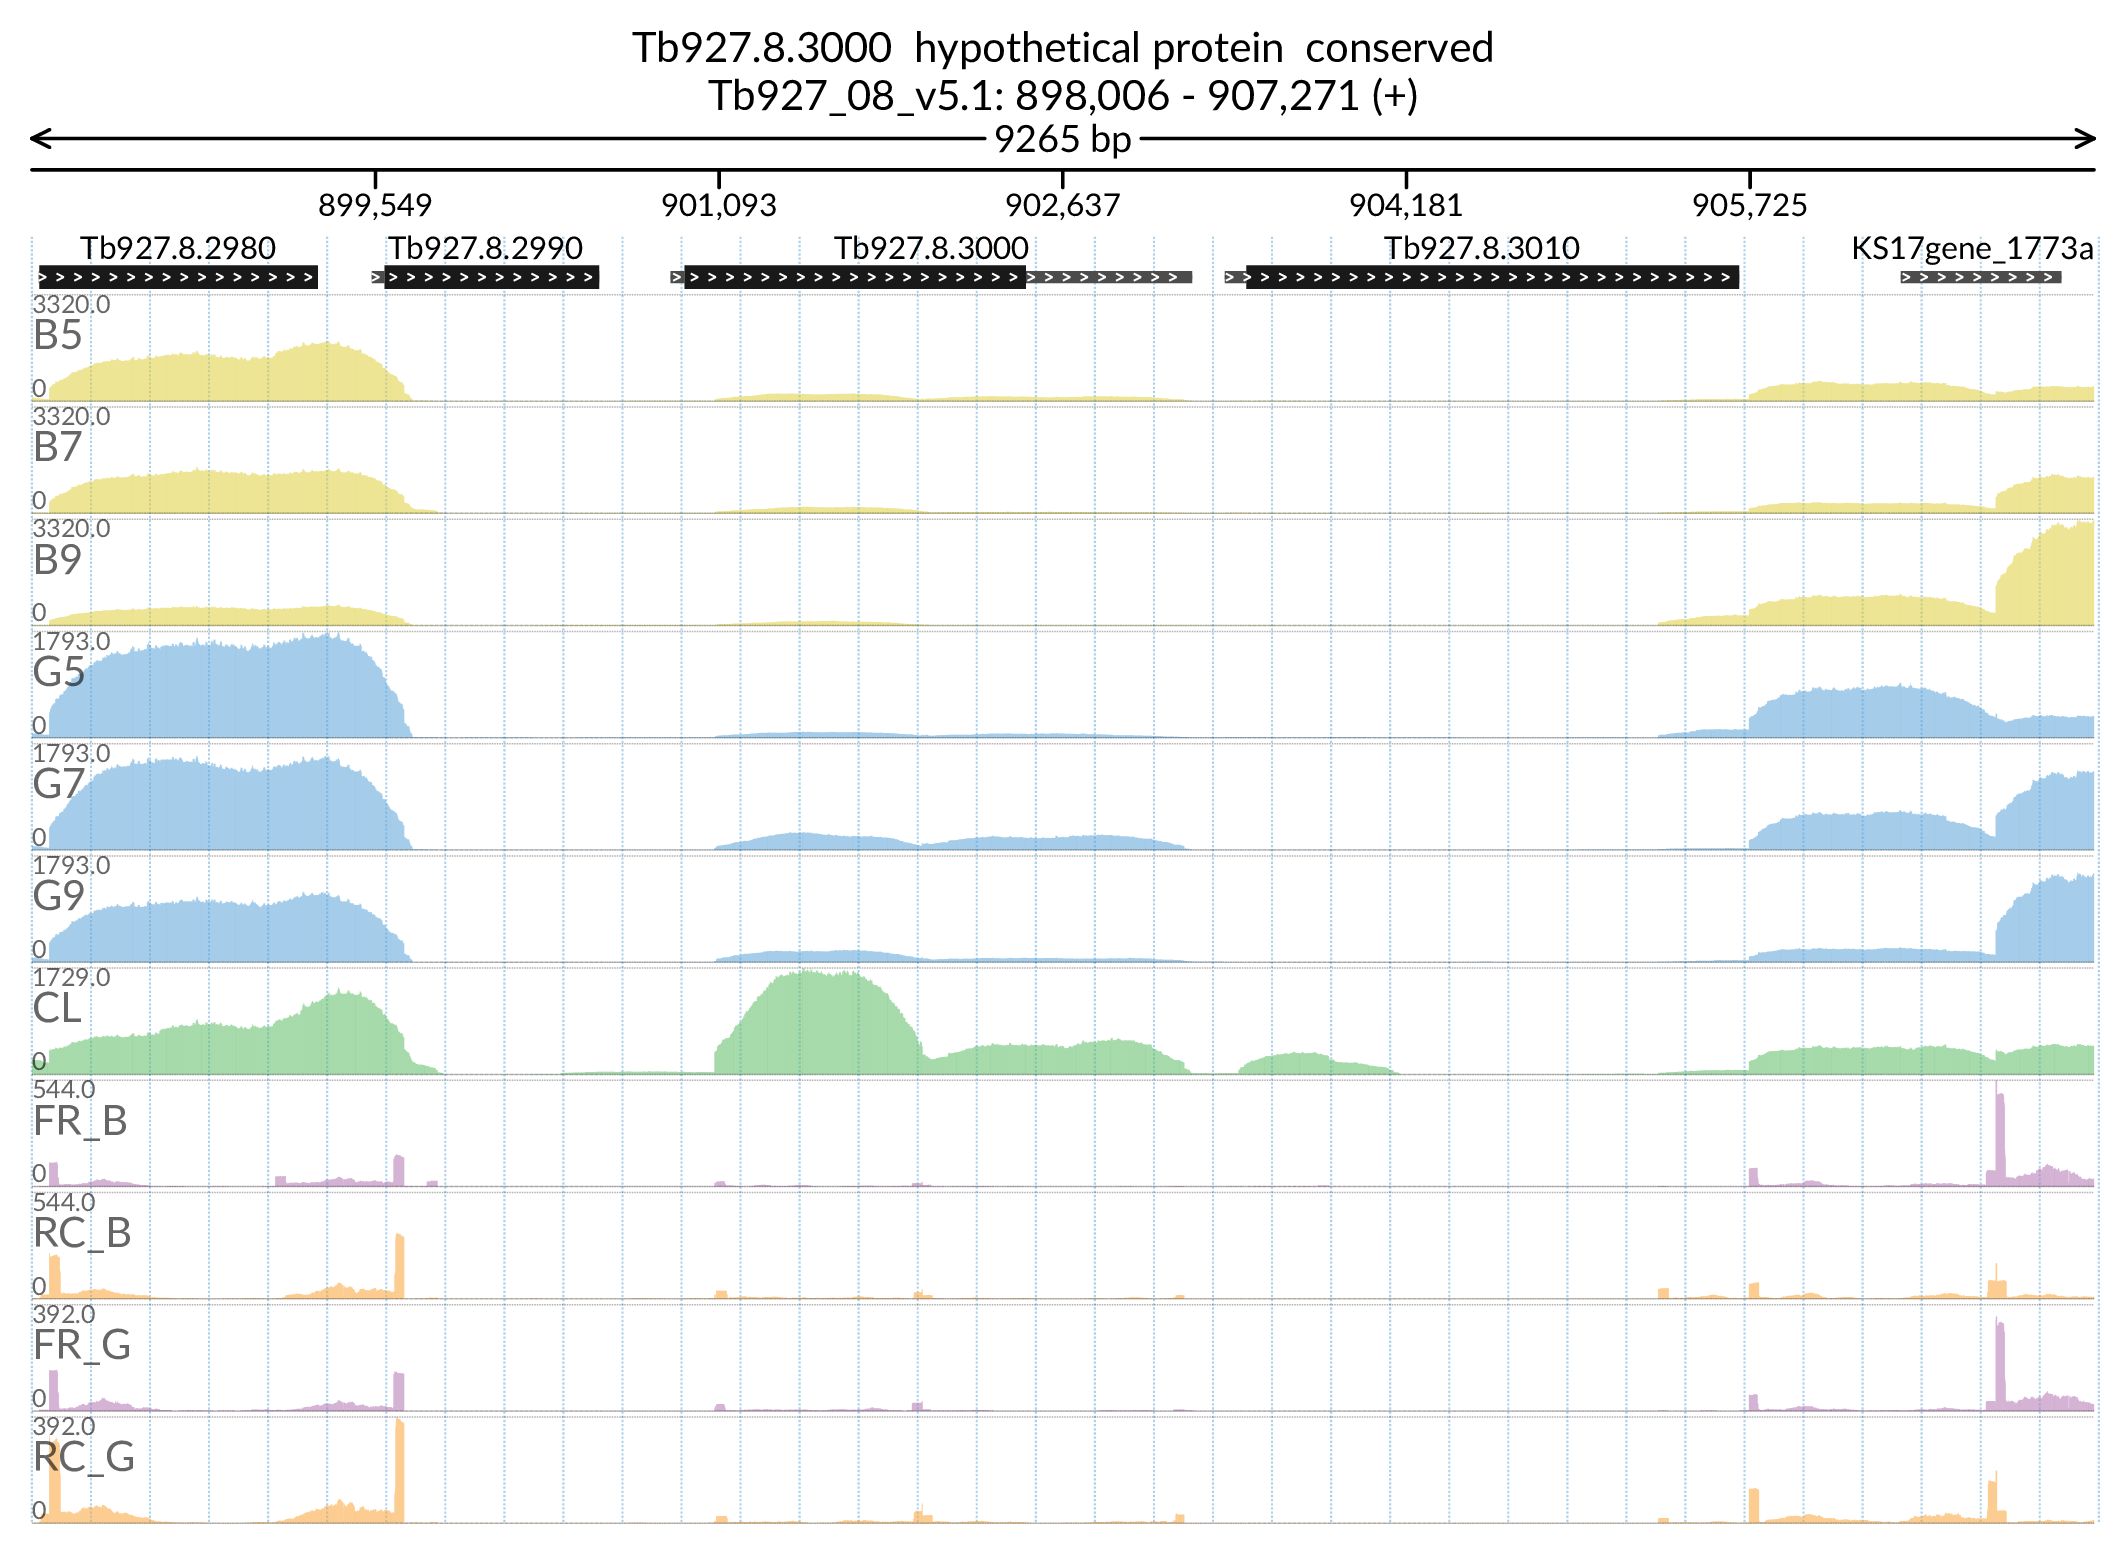 Tb927.8.3000  hypothetical protein  conserved
Tb927_08_v5.1: 898,006 - 907,271 (+)
9265 bp
899,549 901,093 902,637 904,181 905,725
Tb927.8.2980 Tb927.8.2990 Tb927.8.3000 Tb927.8.3010 KS17gene_1773a
3320.0
B5
0
3320.0
B7
0
3320.0
B9
0
1793.0
G5
0
1793.0
G7
0
1793.0
G9
0
1729.0
CL
0
544.0
FR_B
0
544.0
RC_B
0
392.0
FR_G
0
392.0
RC_G
0